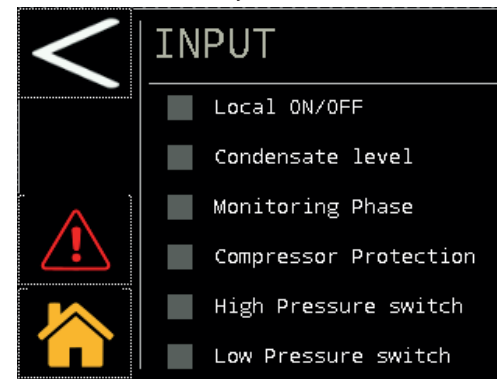 INPUT
Local ON/OFF
Condensate level
Monitoring Phase
Compressor Protection
High Pressure switch
Low Pressure switch